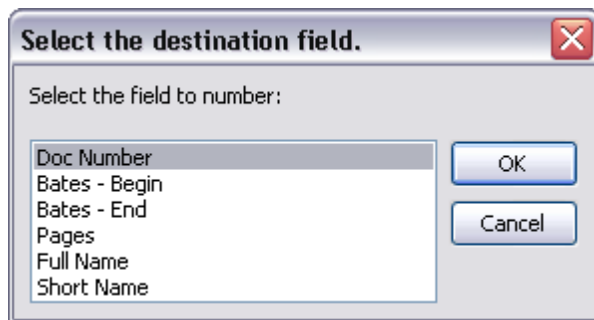 Select the destination field.
Select the field to number:
Doc Number
Bates - Begin
Bates - End
Pages
Full Name
Short Name
OK
Cancel